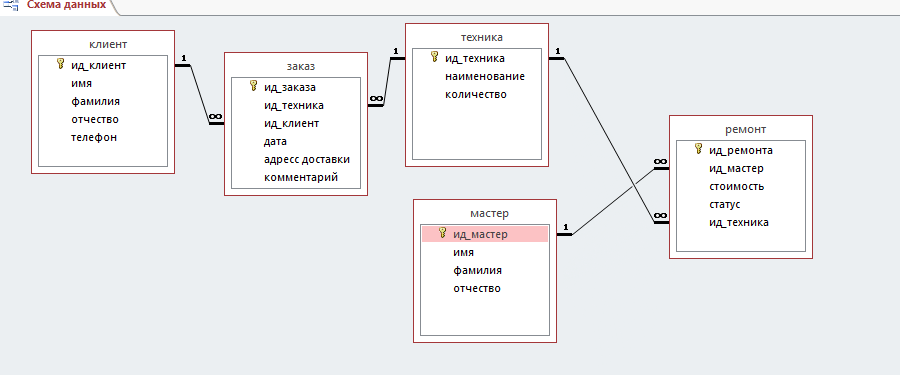 Схема данных
клиент
ид_клиент
имя
фамилия
отчество
телефон
1
∞
заказ
ид_заказа
ид_техника
ид_клиент
дата
адресс доставки
комментарий
1
∞
техника
ид_техника
наименование
количество
1
∞
мастер
ид_мастер
имя
фамилия
отчество
1
∞
ремонт
ид_ремонта
ид_мастер
стоимость
статус
ид_техника